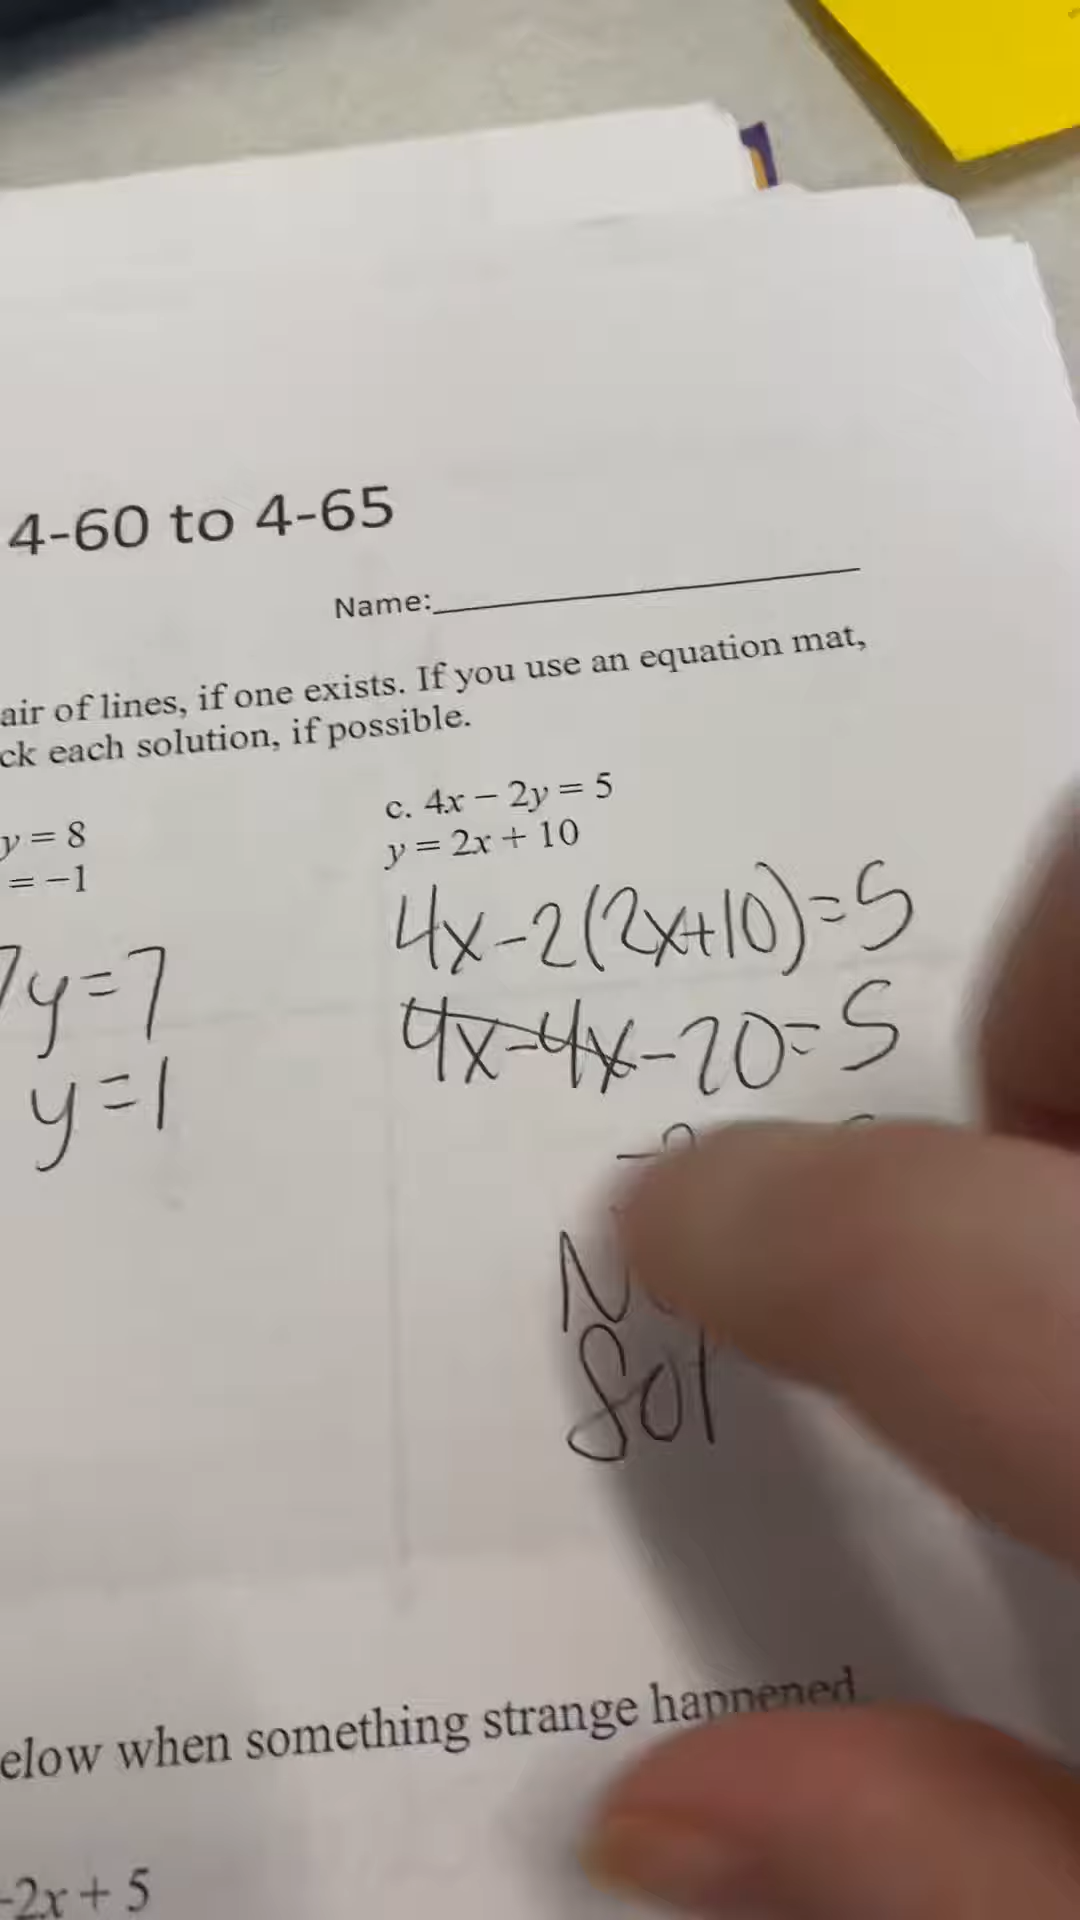 4-60 to 4-65
Name:
air of lines, if one exists. If you use an equation mat,
ck each solution, if possible.
y = 8
= −1
7y=7
y=1
c. 4x − 2y = 5
y = 2x + 10
4x-2(2x+10)=5
4x-4x-20=5
Sol
elow when something strange happened
-2x + 5